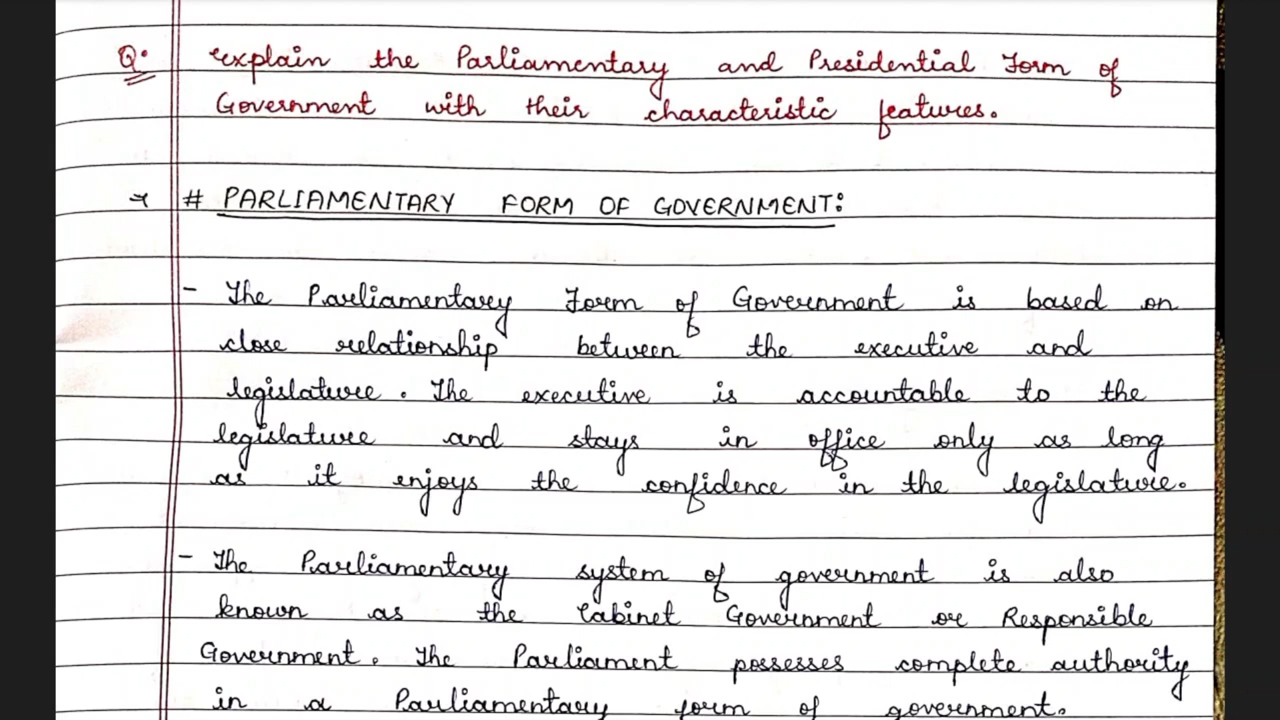 Q. explain the Parliamentary and Presidential Form of
Government with their characteristic features.
→ # PARLIAMENTARY FORM OF GOVERNMENT:
- The Parliamentary Form of Government is based on
close relationship between the executive and
legislature. The executive is accountable to the
legislature and stays in office only as long
as it enjoys the confidence in the legislature.
- The Parliamentary system of government is also
known as the Cabinet Government or Responsible
Government. The Parliament possesses complete authority
in a Parliamentary form of government.